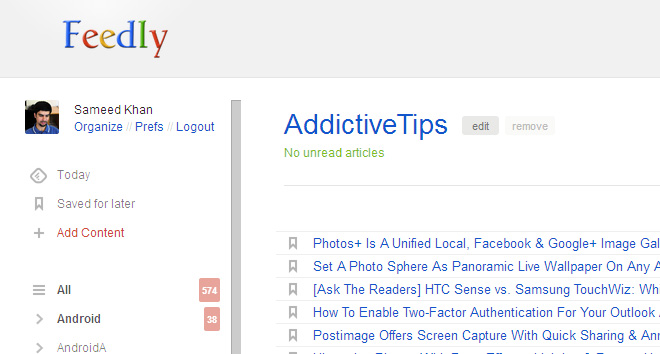 Feedly
Sameed Khan
Organize // Prefs // Logout
Today
Saved for later
Add Content
All 574
Android 38
AndroidA
AddictiveTips edit remove
No unread articles
Photos+ Is A Unified Local, Facebook & Google+ Image Gal
Set A Photo Sphere As Panoramic Live Wallpaper On Any A
[Ask The Readers] HTC Sense vs. Samsung TouchWiz: Whi
How To Enable Two-Factor Authentication For Your Outlook
Postimage Offers Screen Capture With Quick Sharing & Ann